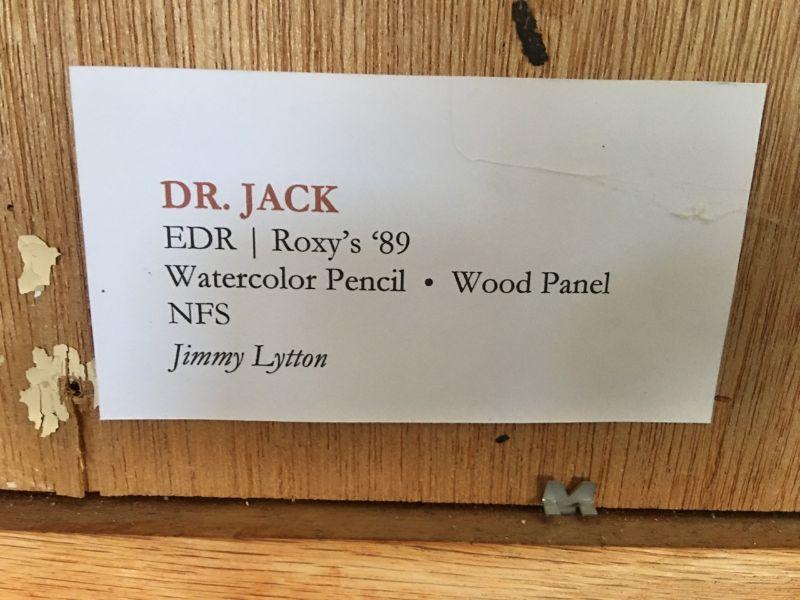 DR. JACK
EDR | Roxy's ‘89
Watercolor Pencil • Wood Panel
NFS
Jimmy Lytton